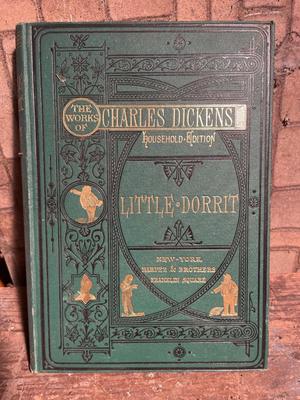 THE
WORKS
OF
CHARLES DICKENS
HOUSEHOLD·EDITION
LITTLE·DORRIT
NEW-YORK
HARPER & BROTHERS
FRANKLIN SQUARE